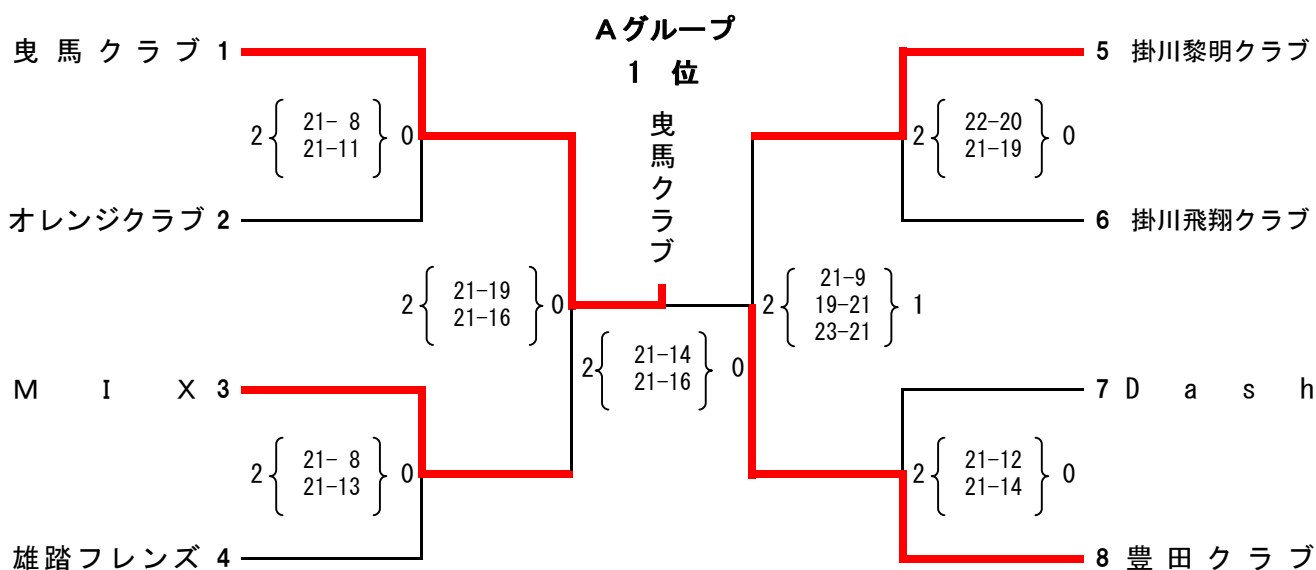 Aグループ
1 位
曳馬クラブ
曳馬クラブ 1
2 { 21- 8 } 0
21-11
オレンジクラブ 2
2 { 21-19 } 0
21-16
M I X 3
2 { 21- 8 } 0
21-13
雄踏フレンズ 4
2 { 21-14 } 0
21-16
5 掛川黎明クラブ
2 { 22-20 } 0
21-19
6 掛川飛翔クラブ
21-9
2 { 19-21 } 1
23-21
7 D a s h
2 { 21-12 } 0
21-14
8 豊田クラブ